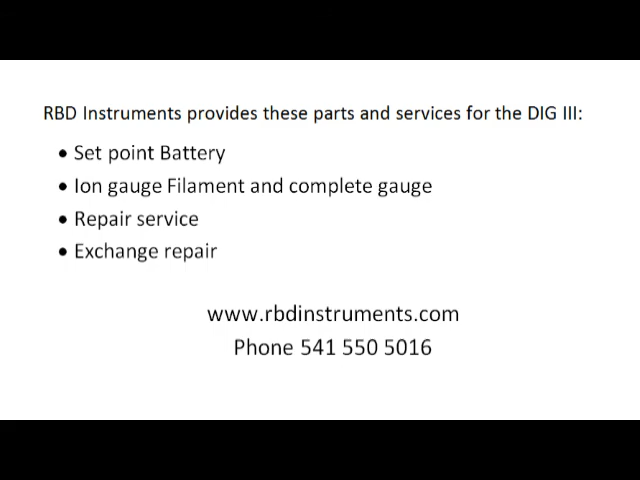 RBD Instruments provides these parts and services for the DIG III:
• Set point Battery
• Ion gauge Filament and complete gauge
• Repair service
• Exchange repair
www.rbdinstruments.com
Phone 541 550 5016